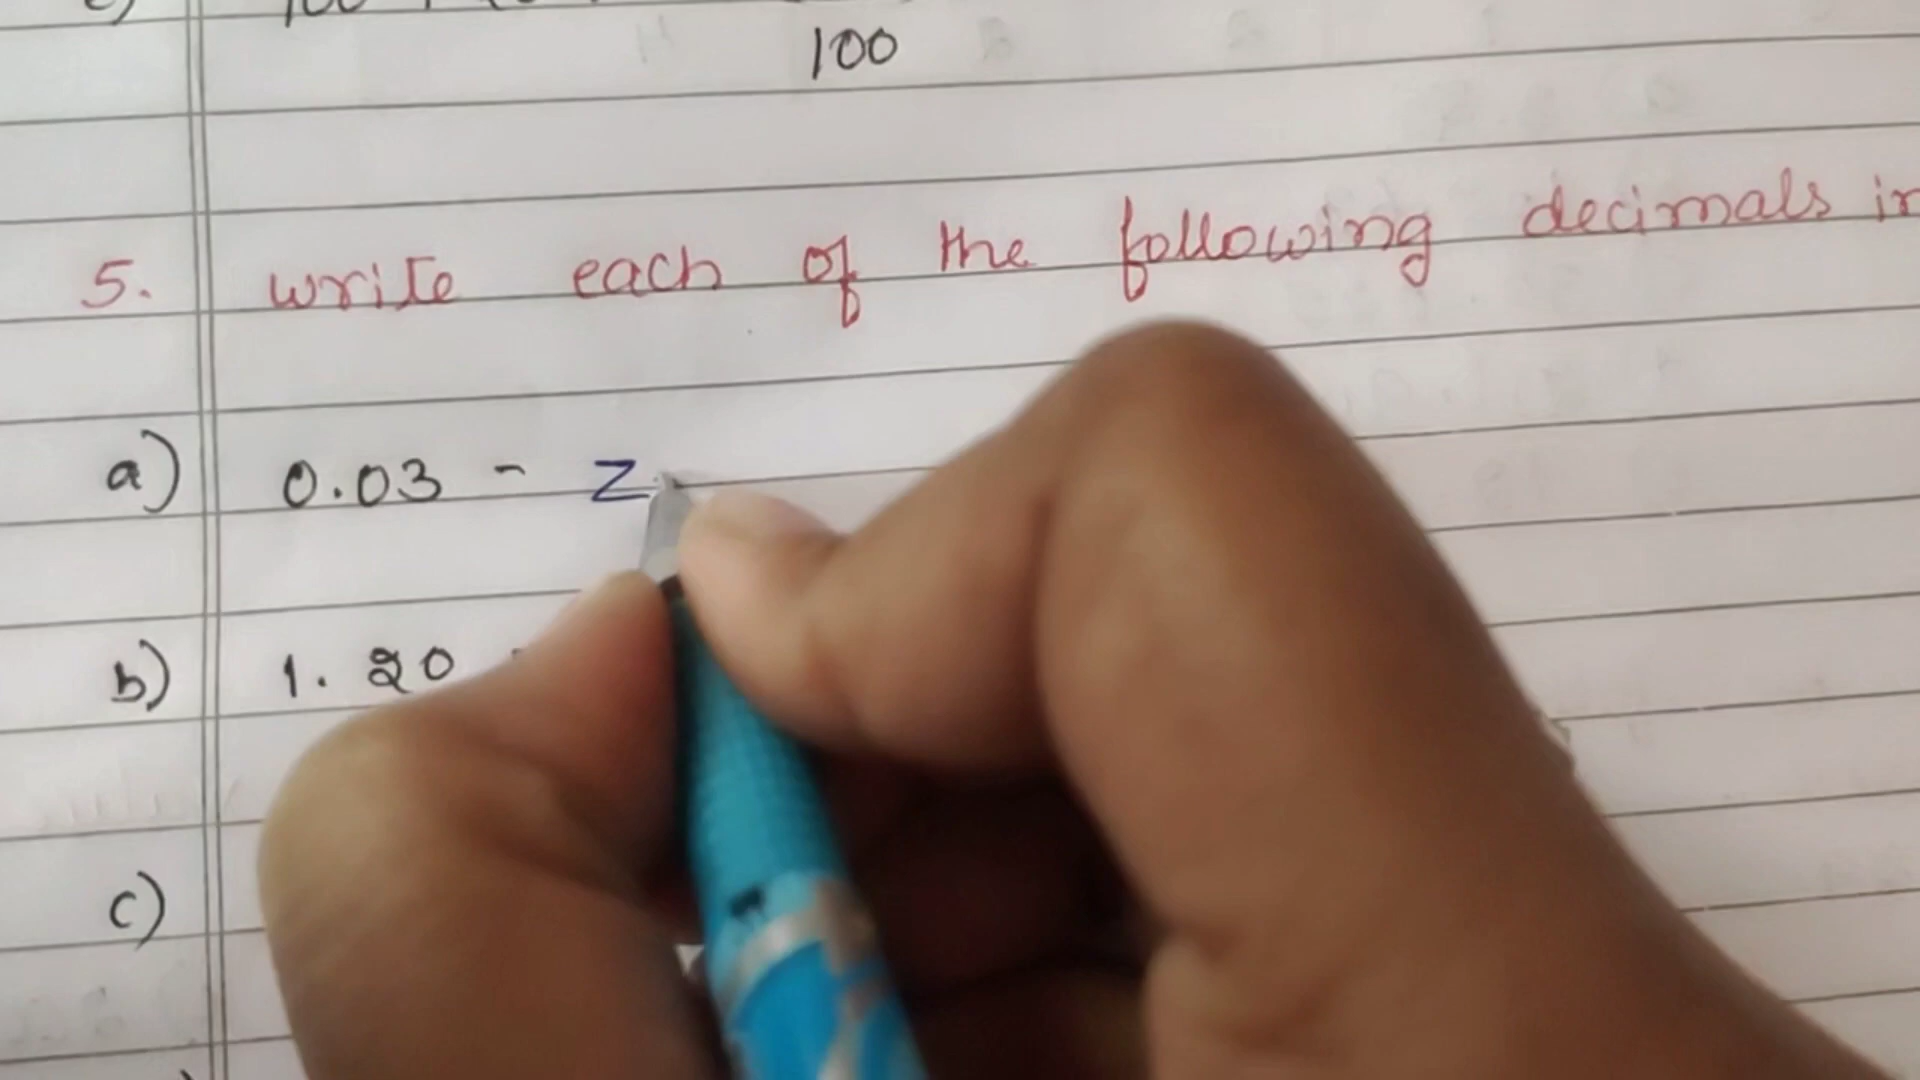 100
5. write each of the following decimals in
a) 0.03 - Z
b) 1.20
c)